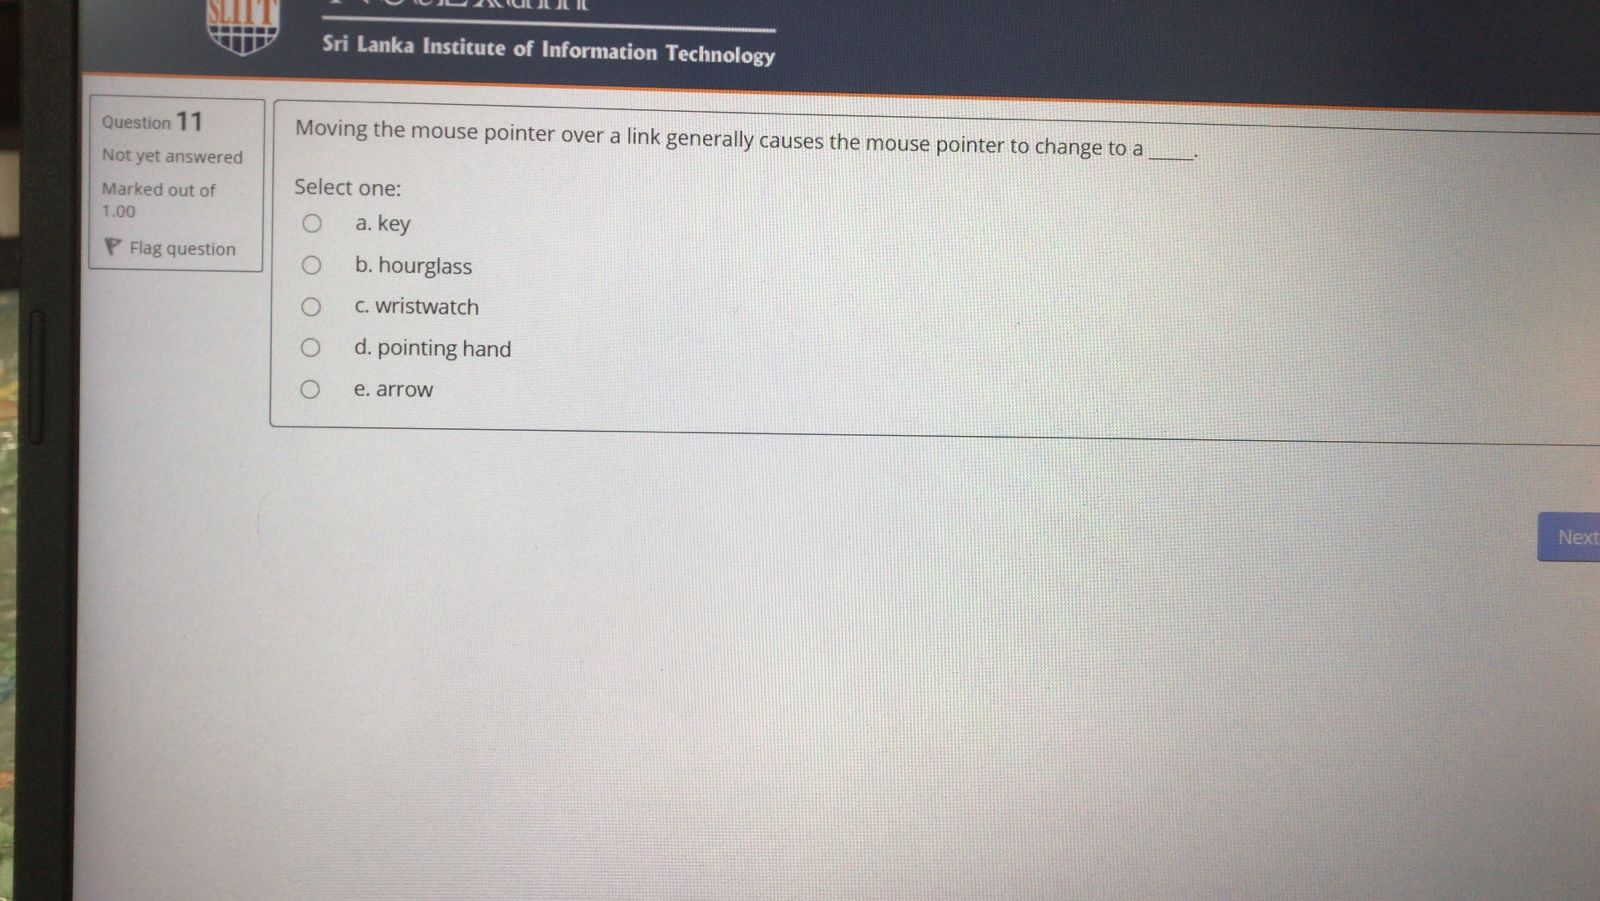 SLIIT
Sri Lanka Institute of Information Technology
Question 11
Not yet answered
Marked out of
1.00
Flag question
Moving the mouse pointer over a link generally causes the mouse pointer to change to a _____.
Select one:
a. key
b. hourglass
c. wristwatch
d. pointing hand
e. arrow
Next